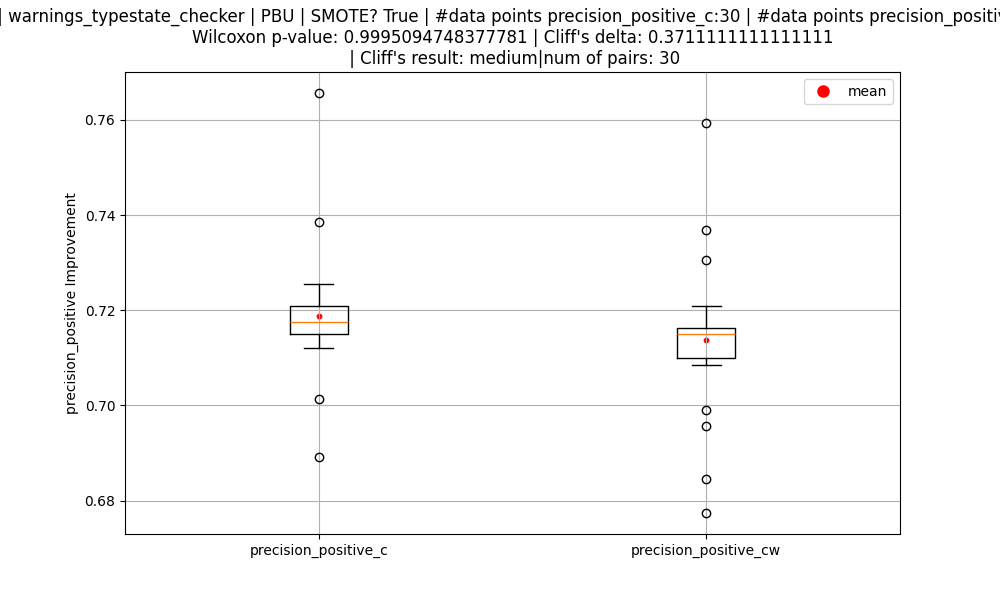 | warnings_typestate_checker | PBU | SMOTE? True | #data points precision_positive_c:30 | #data points
Wilcoxon p-value: 0.9995094748377781 | Cliff's delta: 0.3711111111111111
| Cliff's result: medium|num of pairs: 30
mean
0.76
0.74
0.72
0.70
0.68
precision_positive Improvement
precision_positive_c
precision_positive_cw